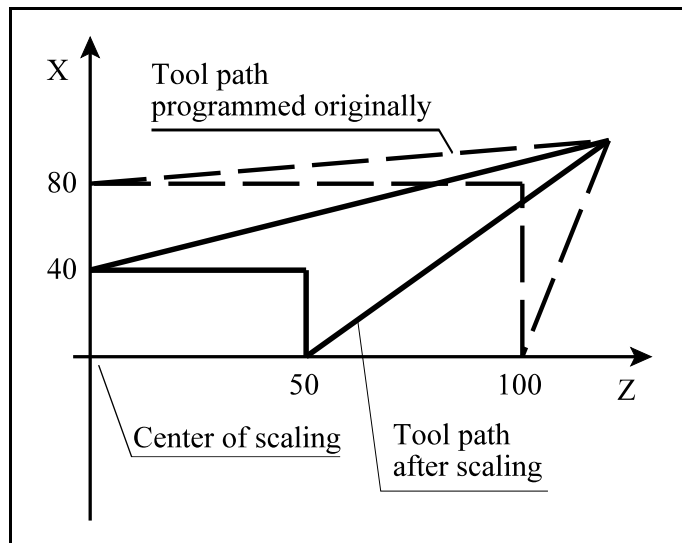 X
Tool path
programmed originally
80
40
50
100
Z
Center of scaling
Tool path
after scaling